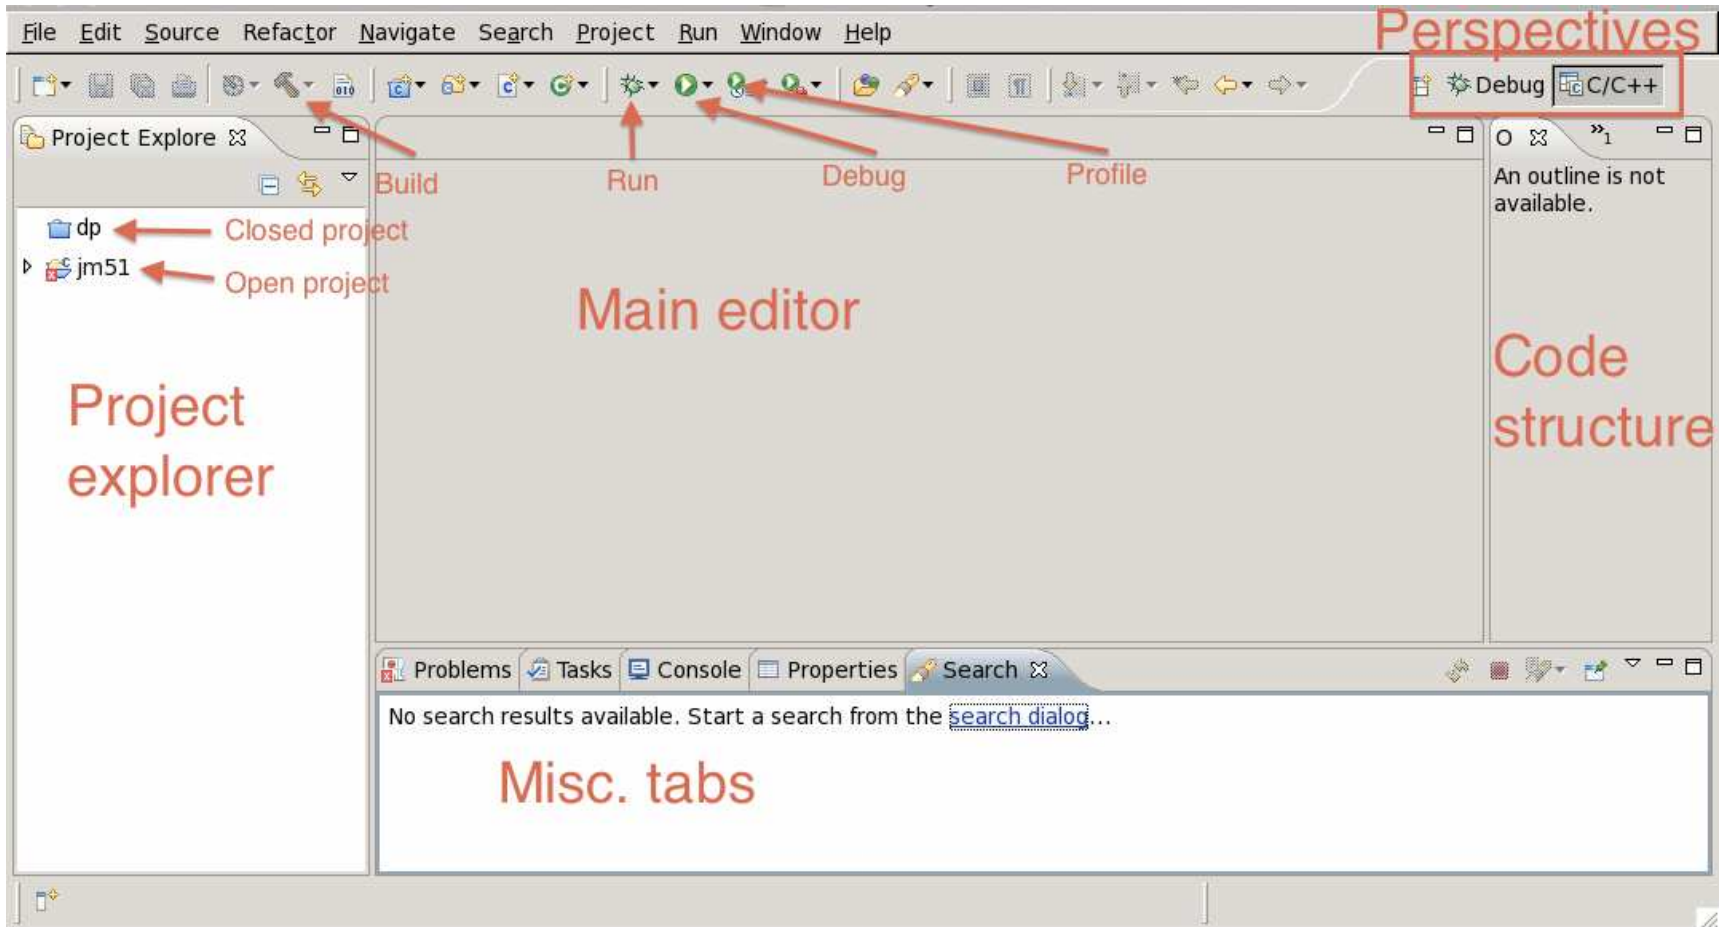 Perspectives
File Edit Source Refactor Navigate Search Project Run Window Help
010
Debug C/C++
Project Explore
O »1
Build Run Debug Profile
An outline is not
available.
dp
Closed project
jm51
Open project
Main editor
Code
structure
Project
explorer
Problems Tasks Console Properties Search
No search results available. Start a search from the search dialog...
Misc. tabs